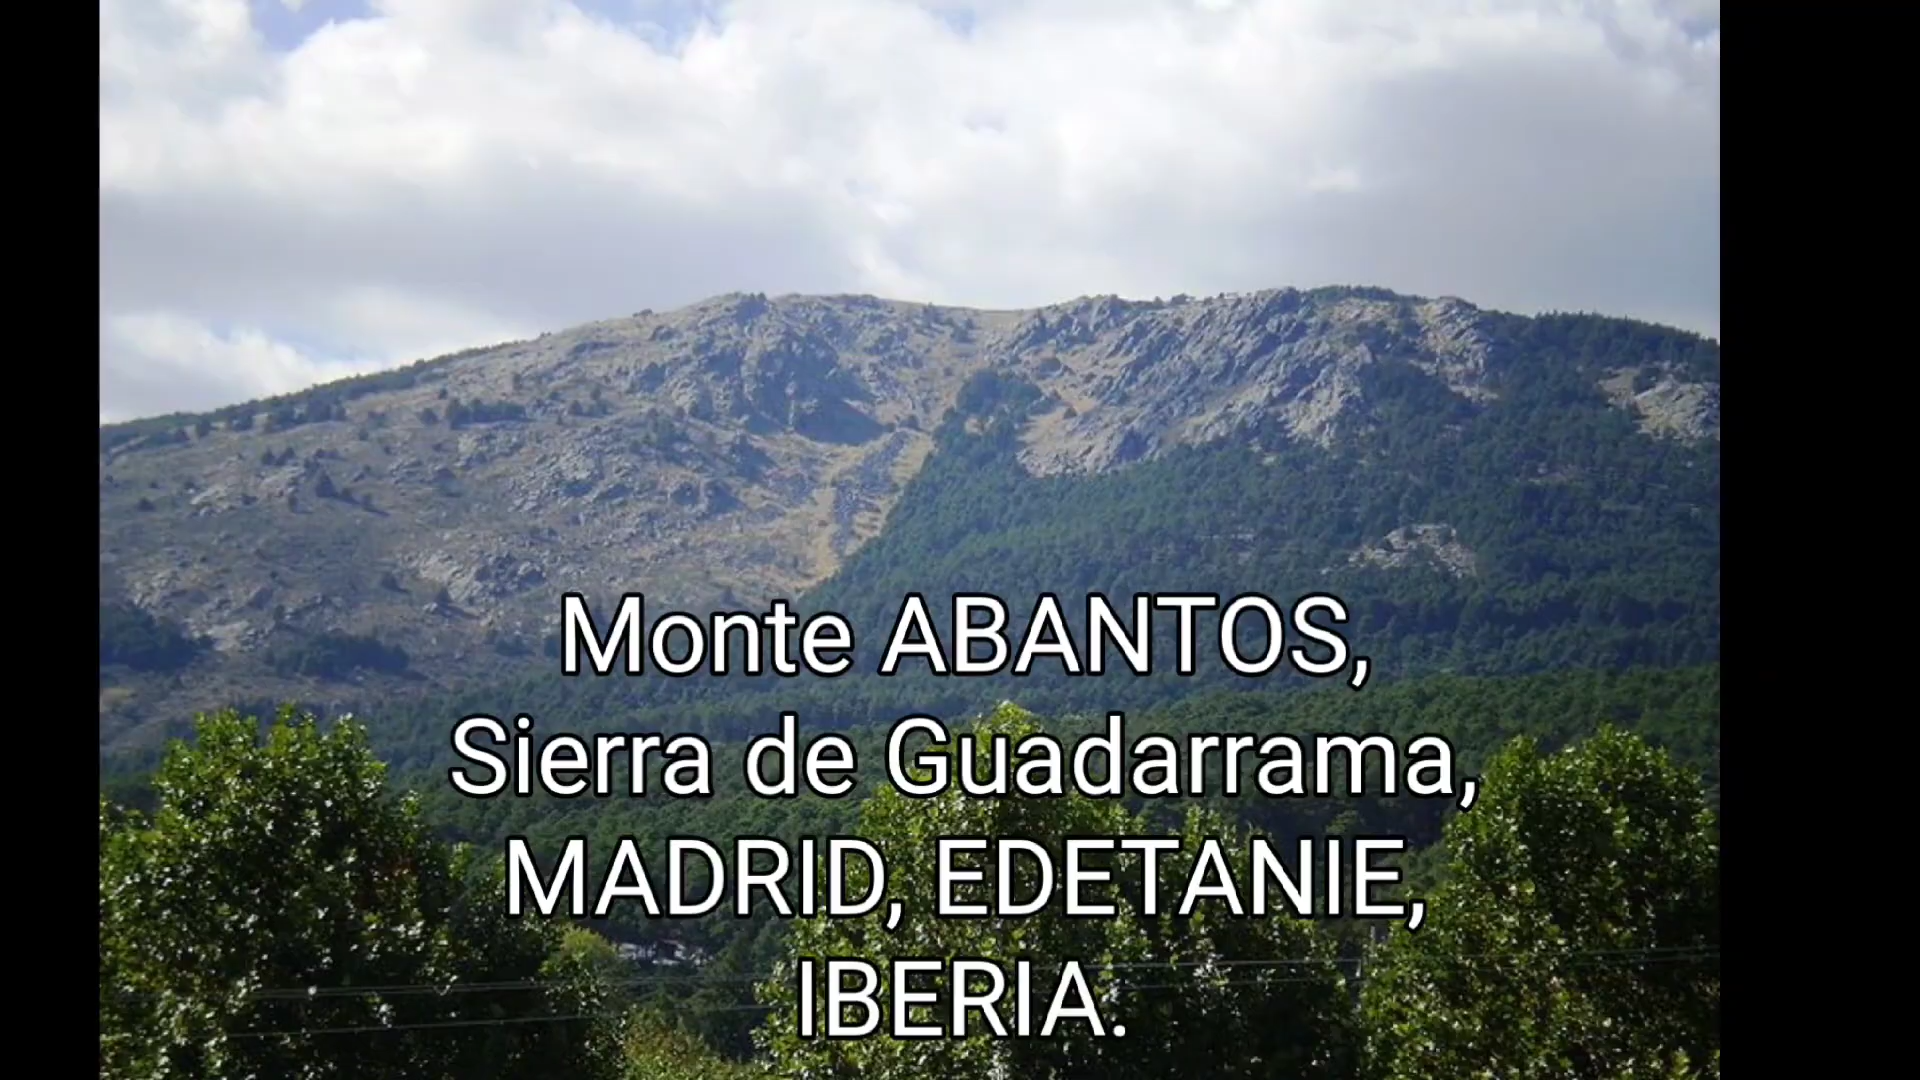 Monte ABANTOS,
Sierra de Guadarrama,
MADRID, EDETANIE,
IBERIA.